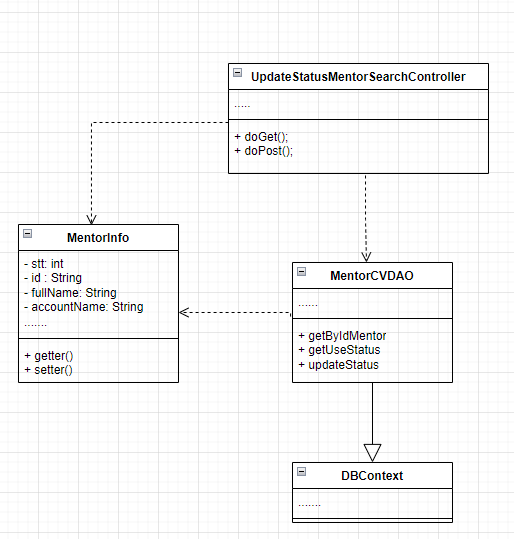 UpdateStatusMentorSearchController
.....
+ doGet();
+ doPost();
MentorInfo
- stt: int
- id : String
- fullName: String
- accountName: String
.......
+ getter()
+ setter()
MentorCVDAO
......
+ getByIdMentor
+ getUseStatus
+ updateStatus
DBContext
.......